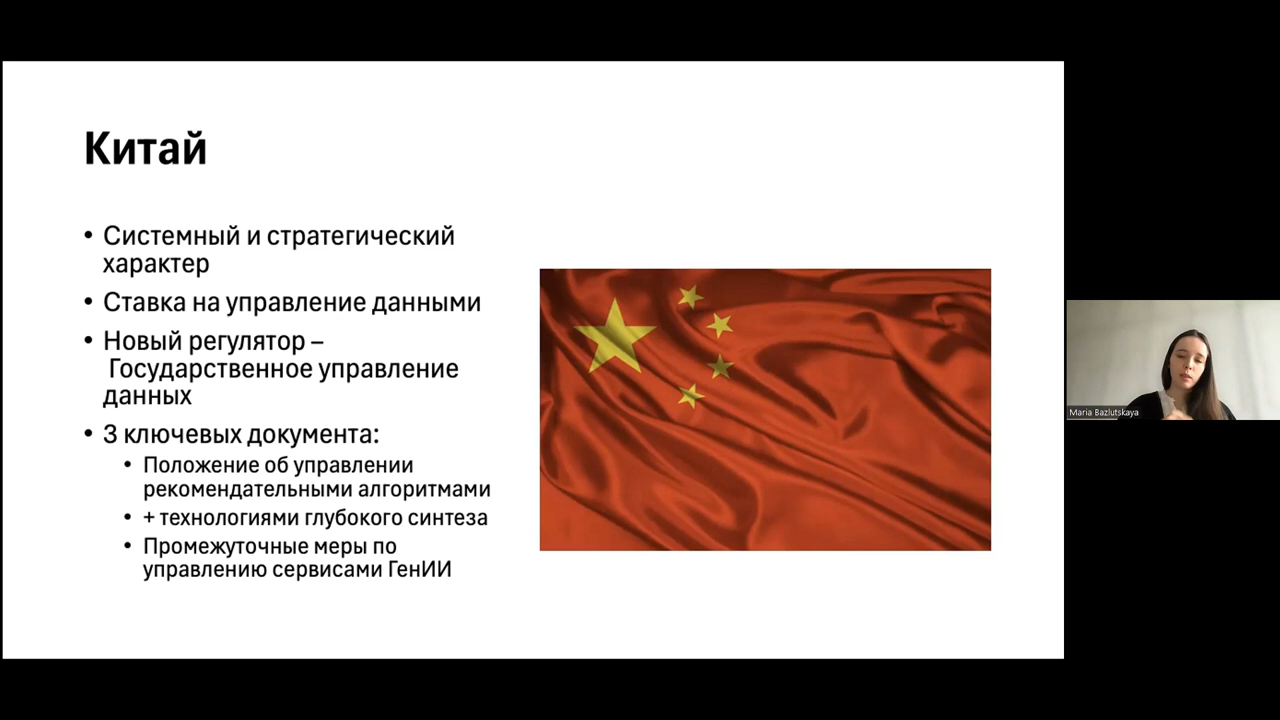 Китай
• Системный и стратегический
характер
• Ставка на управление данными
• Новый регулятор –
Государственное управление
данных
• 3 ключевых документа:
• Положение об управлении
рекомендательными алгоритмами
• + технологиями глубокого синтеза
• Промежуточные меры по
управлению сервисами ГенИИ
Maria Bazlutskaya